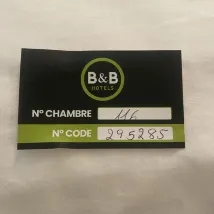 B&B
HOTELS
N° CHAMBRE 116
N° CODE 295285